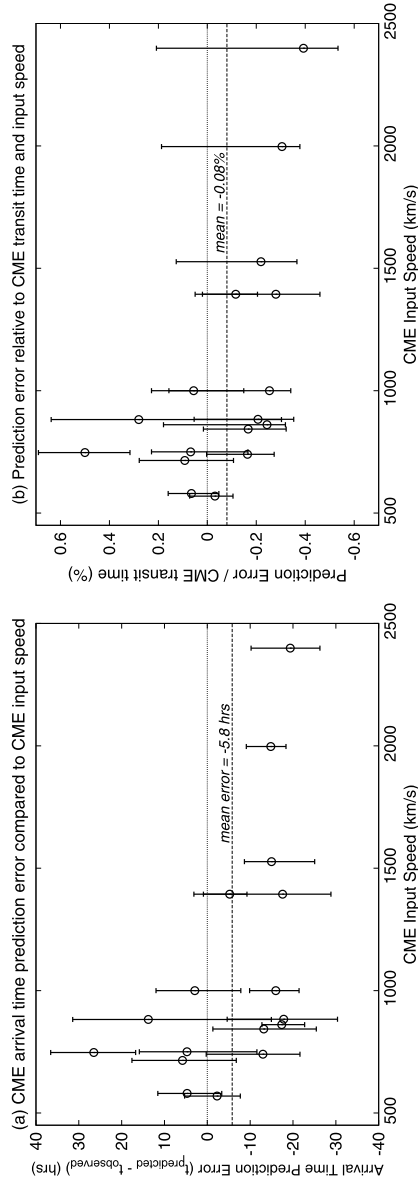 (a) CME arrival time prediction error compared to CME input speed
Arrival Time Prediction Error (t predicted - t observed) (hrs)
40
30
20
10
0
-10
-20
-30
-40
mean error = -5.8 hrs
500 1000 1500 2000 2500
CME Input Speed (km/s)
(b) Prediction error relative to CME transit time and input speed
Prediction Error / CME transit time (%)
0.6
0.4
0.2
0
-0.2
-0.4
-0.6
mean = -0.08%
500 1000 1500 2000 2500
CME Input Speed (km/s)